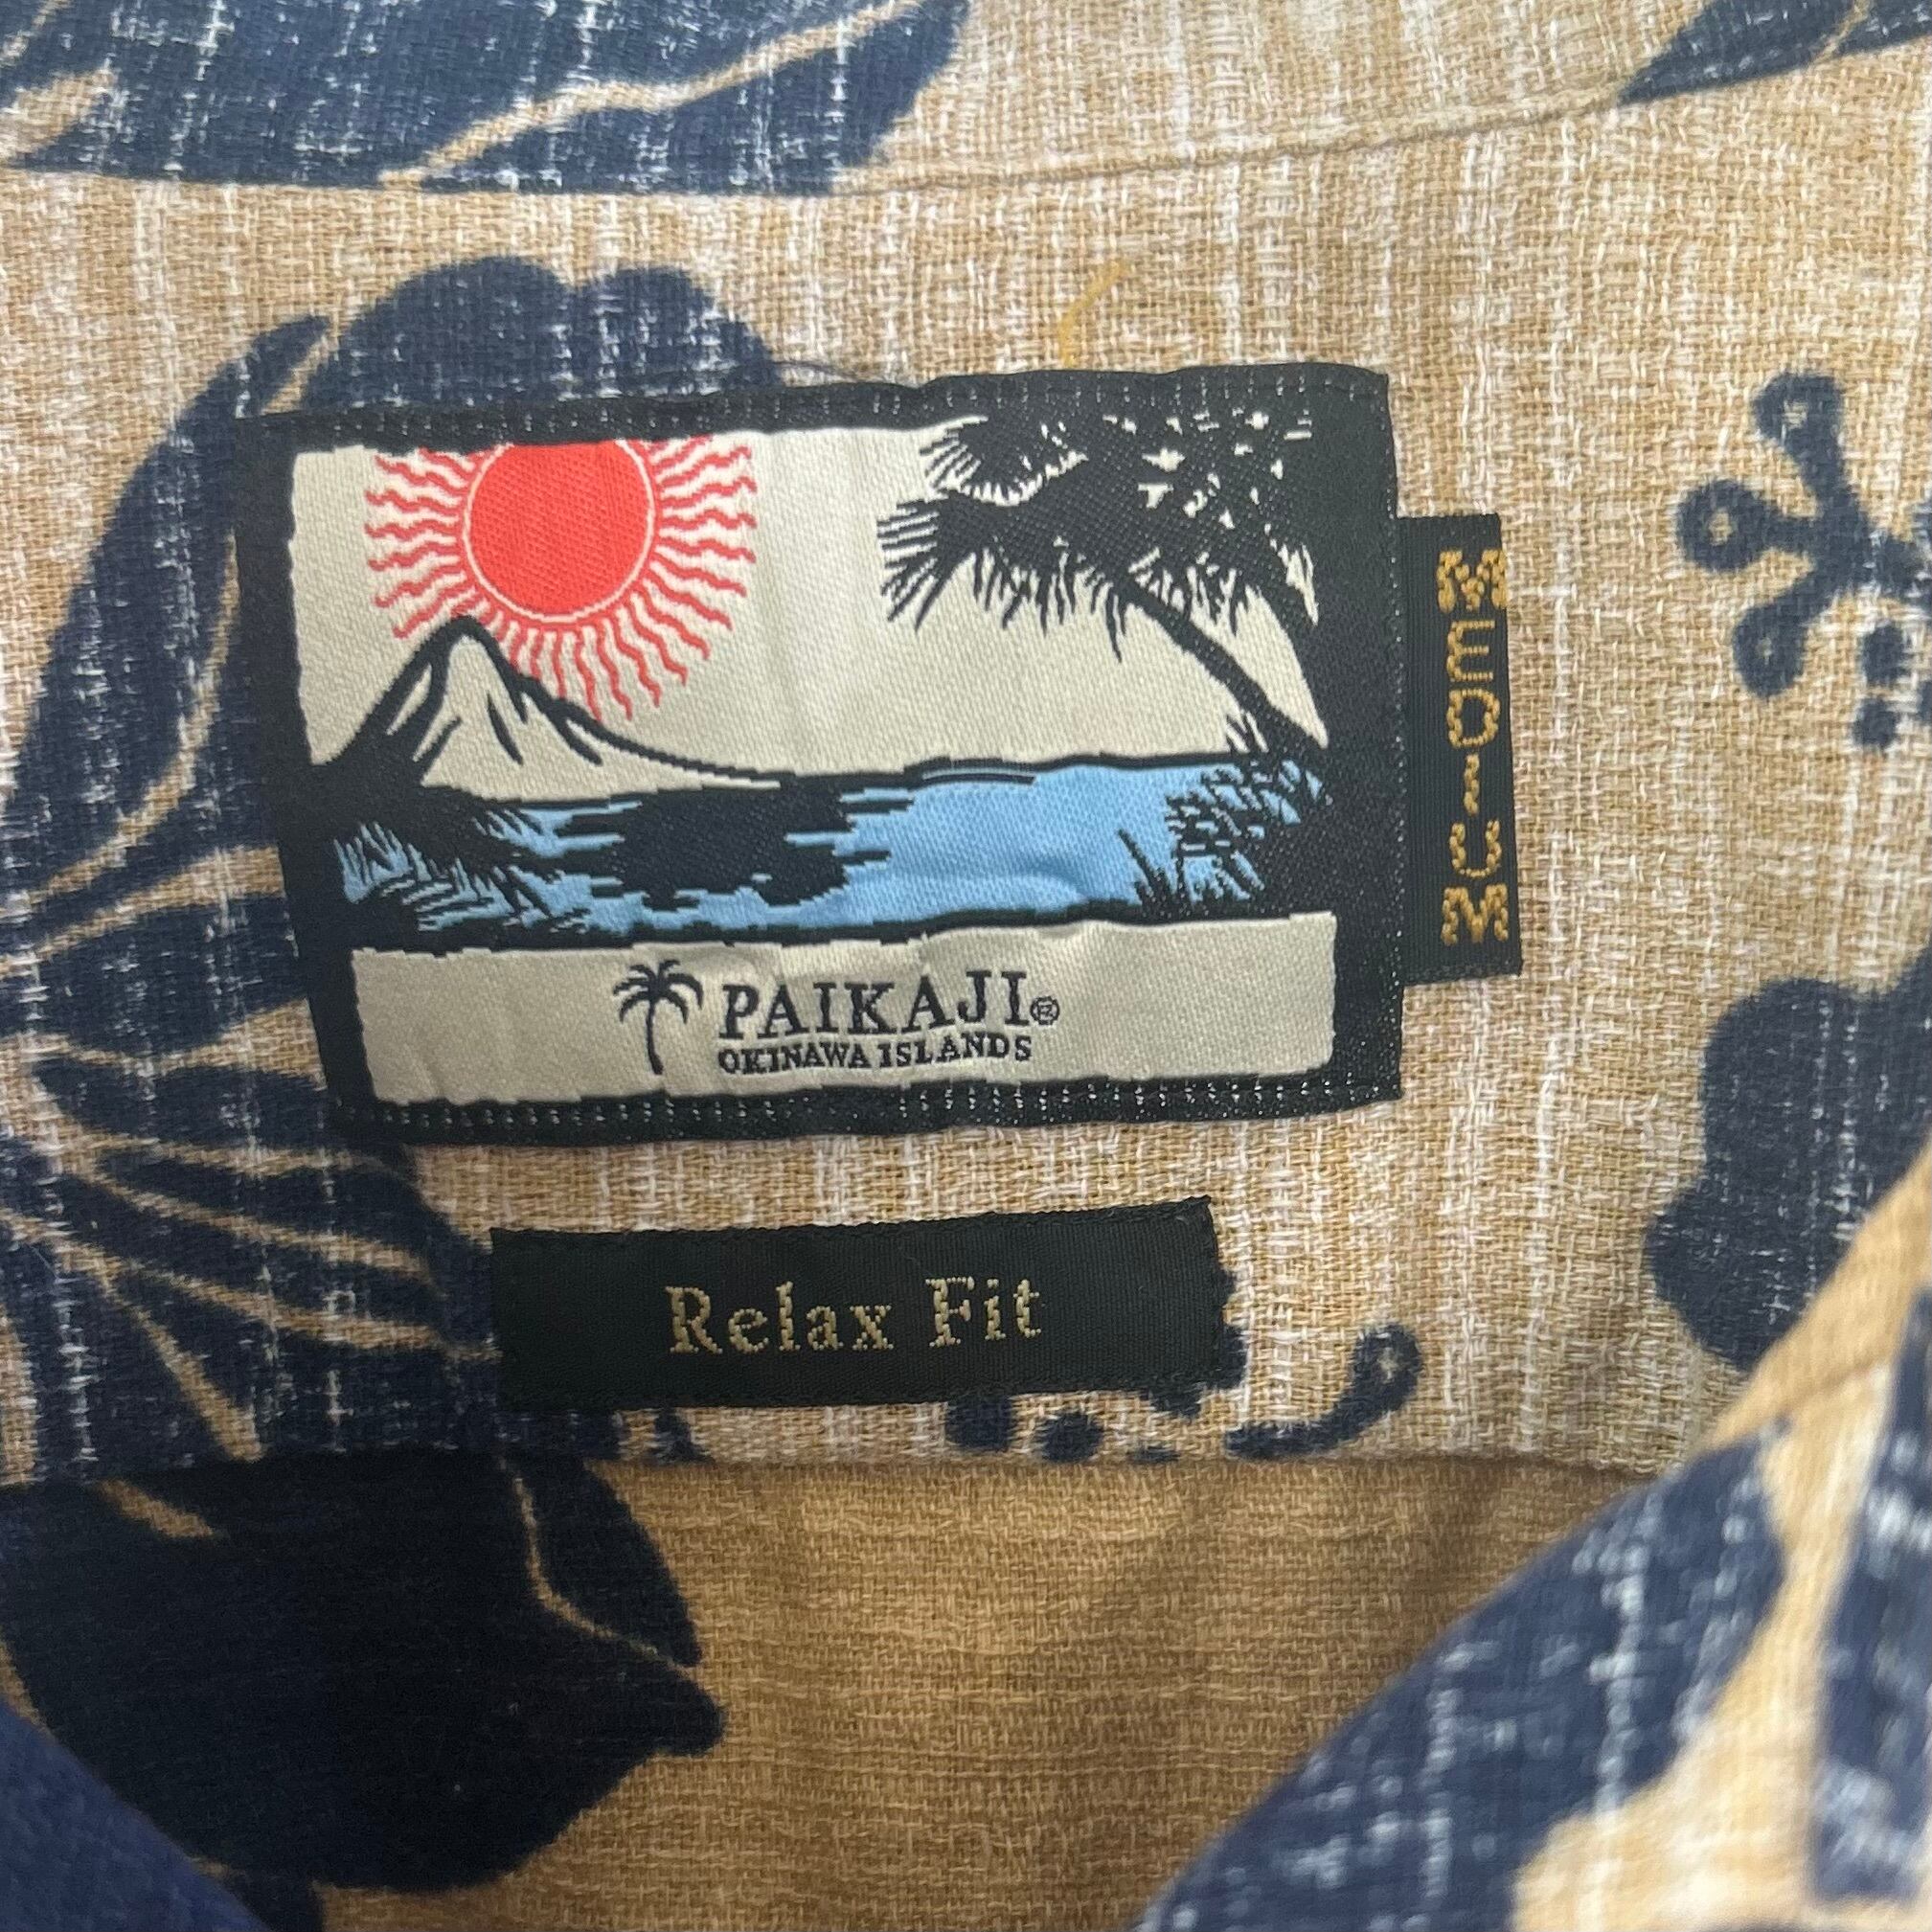 MEDIUM
PAIKAJI®
OKINAWA ISLANDS
Relax Fit